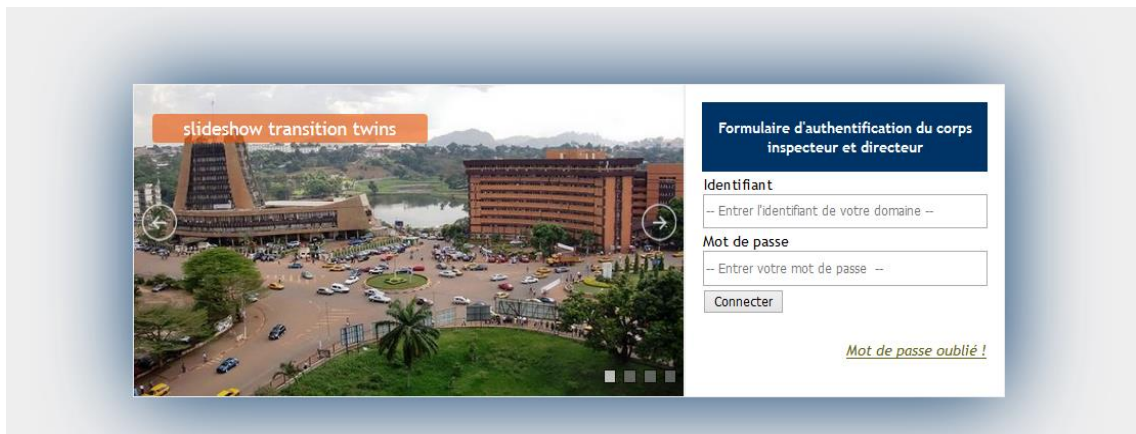 slideshow transition twins
Formulaire d'authentification du corps
inspecteur et directeur
Identifiant
-- Entrer l'identifiant de votre domaine --
Mot de passe
-- Entrer votre mot de passe --
Connecter
Mot de passe oublié !